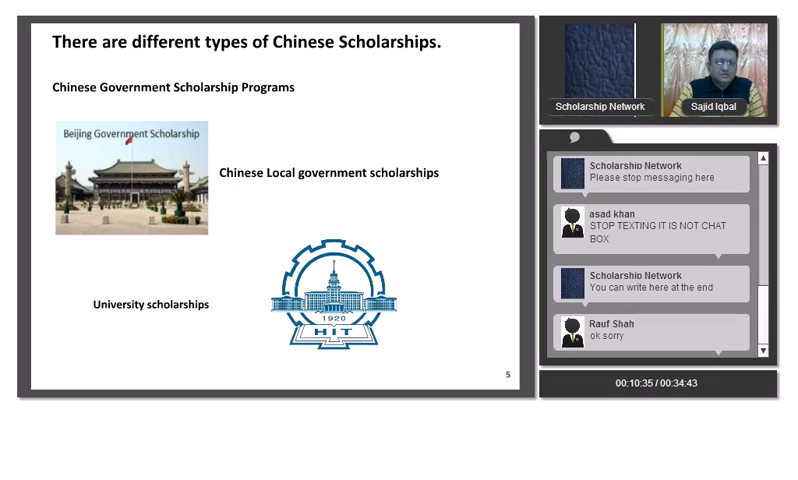 There are different types of Chinese Scholarships.
Chinese Government Scholarship Programs
Beijing Government Scholarship
Chinese Local government scholarships
University scholarships
1920
HIT
5
Scholarship Network
Sajid Iqbal
Scholarship Network
Please stop messaging here
asad khan
STOP TEXTING IT IS NOT CHAT
BOX
Scholarship Network
You can write here at the end
Rauf Shah
ok sorry
00:10:35 / 00:34:43